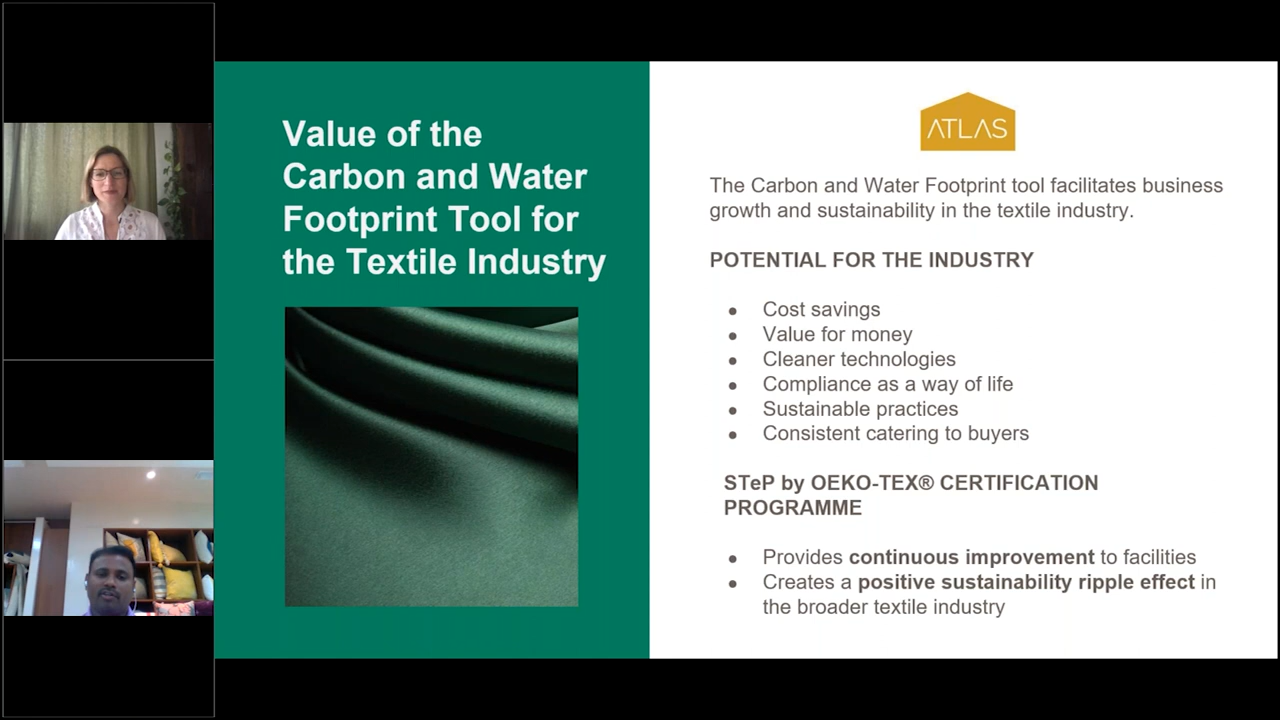 Value of the
Carbon and Water
Footprint Tool for
the Textile Industry
ATLAS
The Carbon and Water Footprint tool facilitates business
growth and sustainability in the textile industry.
POTENTIAL FOR THE INDUSTRY
● Cost savings
● Value for money
● Cleaner technologies
● Compliance as a way of life
● Sustainable practices
● Consistent catering to buyers
STeP by OEKO-TEX® CERTIFICATION
PROGRAMME
● Provides continuous improvement to facilities
● Creates a positive sustainability ripple effect in
the broader textile industry